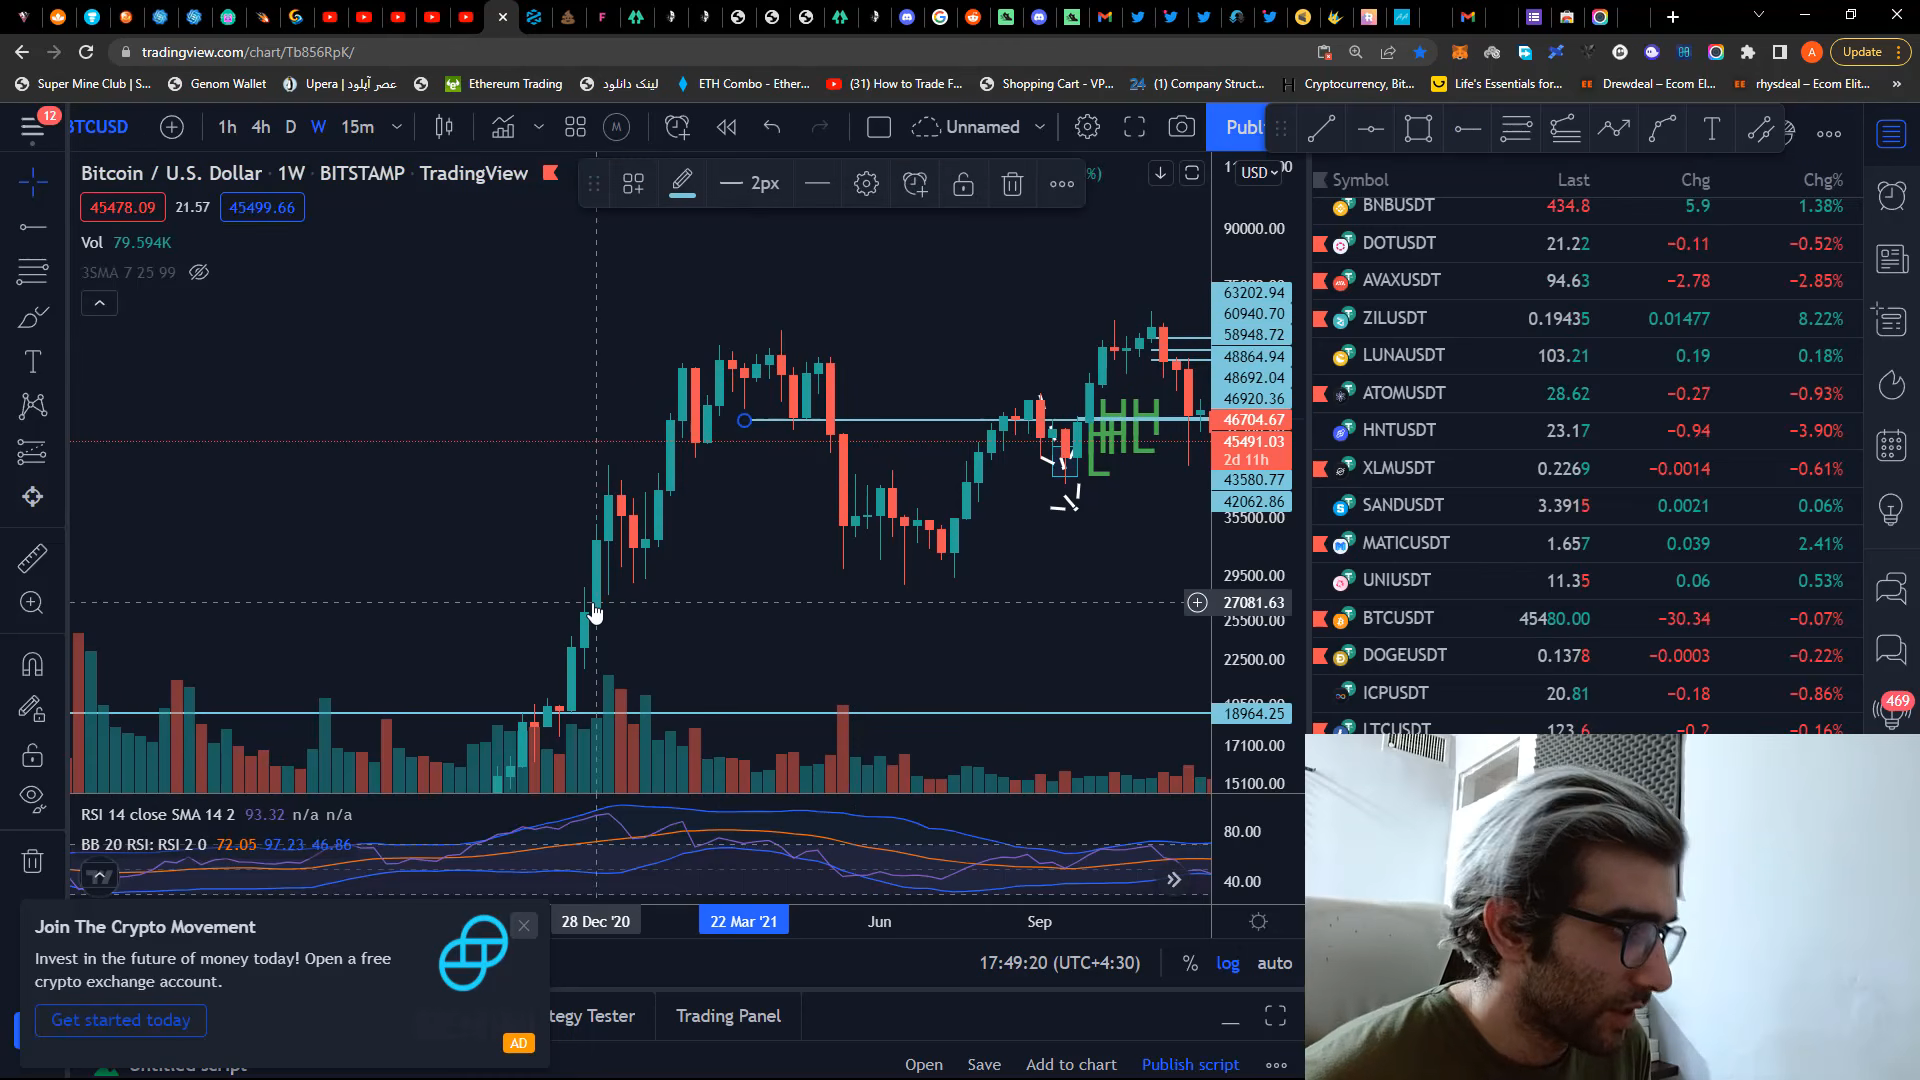 tradingview.com/chart/Tb856RpK/
Update
Super Mine Club | S...
Genom Wallet
Upera | عصر آپلود
Ethereum Trading
لینک دانلود
ETH Combo - Ether...
(31) How to Trade F...
Shopping Cart - VP...
(1) Company Struct...
Cryptocurrency, Bit...
Life's Essentials for...
Drewdeal – Ecom El...
rhysdeal – Ecom Elit...
12
BTCUSD
1h 4h D W 15m
Unnamed
Publ
Bitcoin / U.S. Dollar · 1W · BITSTAMP · TradingView
2px
%)
USD
45478.09 21.57 45499.66
Vol 79.594K
3SMA 7 25 99
90000.00
63202.94
60940.70
58948.72
48864.94
48692.04
46920.36
46704.67
45491.03
2d 11h
43580.77
42062.86
35500.00
29500.00
27081.63
25500.00
22500.00
18964.25
17100.00
15100.00
HH
HL
RSI 14 close SMA 14 2 93.32 n/a n/a
80.00
BB 20 RSI: RSI 2 0 72.05 97.23 46.86
40.00
28 Dec '20
22 Mar '21
Jun
Sep
17:49:20 (UTC+4:30)
% log auto
Join The Crypto Movement
Invest in the future of money today! Open a free
crypto exchange account.
Get started today
AD
tegy Tester
Trading Panel
Untitled script
Open
Save
Add to chart
Publish script
Symbol Last Chg Chg%
BNBUSDT 434.8 5.9 1.38%
DOTUSDT 21.22 −0.11 −0.52%
AVAXUSDT 94.63 −2.78 −2.85%
ZILUSDT 0.19435 0.01477 8.22%
LUNAUSDT 103.21 0.19 0.18%
ATOMUSDT 28.62 −0.27 −0.93%
HNTUSDT 23.17 −0.94 −3.90%
XLMUSDT 0.2269 −0.0014 −0.61%
SANDUSDT 3.3915 0.0021 0.06%
MATICUSDT 1.657 0.039 2.41%
UNIUSDT 11.35 0.06 0.53%
BTCUSDT 45480.00 −30.34 −0.07%
DOGEUSDT 0.1378 −0.0003 −0.22%
ICPUSDT 20.81 −0.18 −0.86%
LTCUSDT 123.6 −0.2 −0.16%
469